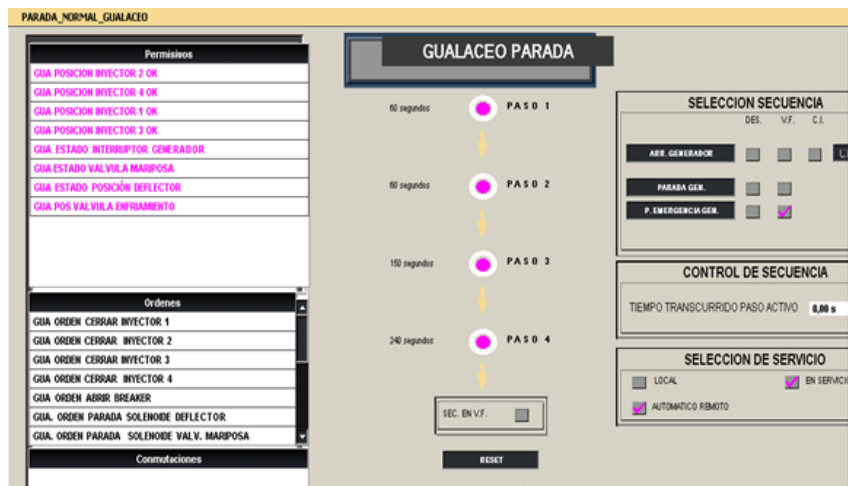 PARADA_NORMAL_GUALACEO
Permisivos
GUA POSICION INYECTOR 2 OK
GUA POSICION INYECTOR 4 OK
GUA POSICION INYECTOR 1 OK
GUA POSICION INYECTOR 3 OK
GUA ESTADO INTERRUPTOR GENERADOR
GUA ESTADO VALVULA MARIPOSA
GUA ESTADO POSICIÓN DEFLECTOR
GUA POS VALVULA ENFRIAMIENTO
Ordenes
GUA ORDEN CERRAR INYECTOR 1
GUA ORDEN CERRAR INYECTOR 2
GUA ORDEN CERRAR INYECTOR 3
GUA ORDEN CERRAR INYECTOR 4
GUA ORDEN ABRIR BREAKER
GUA. ORDEN PARADA SOLENOIDE DEFLECTOR
GUA. ORDEN PARADA SOLENOIDE VALV. MARIPOSA
Conmutaciones
GUALACEO PARADA
60 segundos PASO 1
60 segundos PASO 2
150 segundos PASO 3
240 segundos PASO 4
SEC. EN V.F.
RESET
SELECCION SECUENCIA
DES. V.F. C.I.
ARR. GENERADOR
PARADA GEN.
P. EMERGENCIA GEN.
CONTROL DE SECUENCIA
TIEMPO TRANSCURRIDO PASO ACTIVO 0,00 s
SELECCION DE SERVICIO
LOCAL EN SERVICIO
AUTOMATICO REMOTO